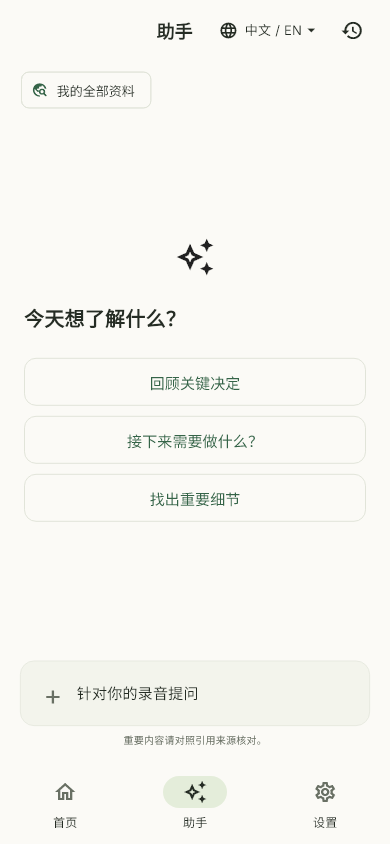 助手
中文 / EN
我的全部资料
今天想了解什么？
回顾关键决定
接下来需要做什么？
找出重要细节
针对你的录音提问
重要内容请对照引用来源核对。
首页
助手
设置